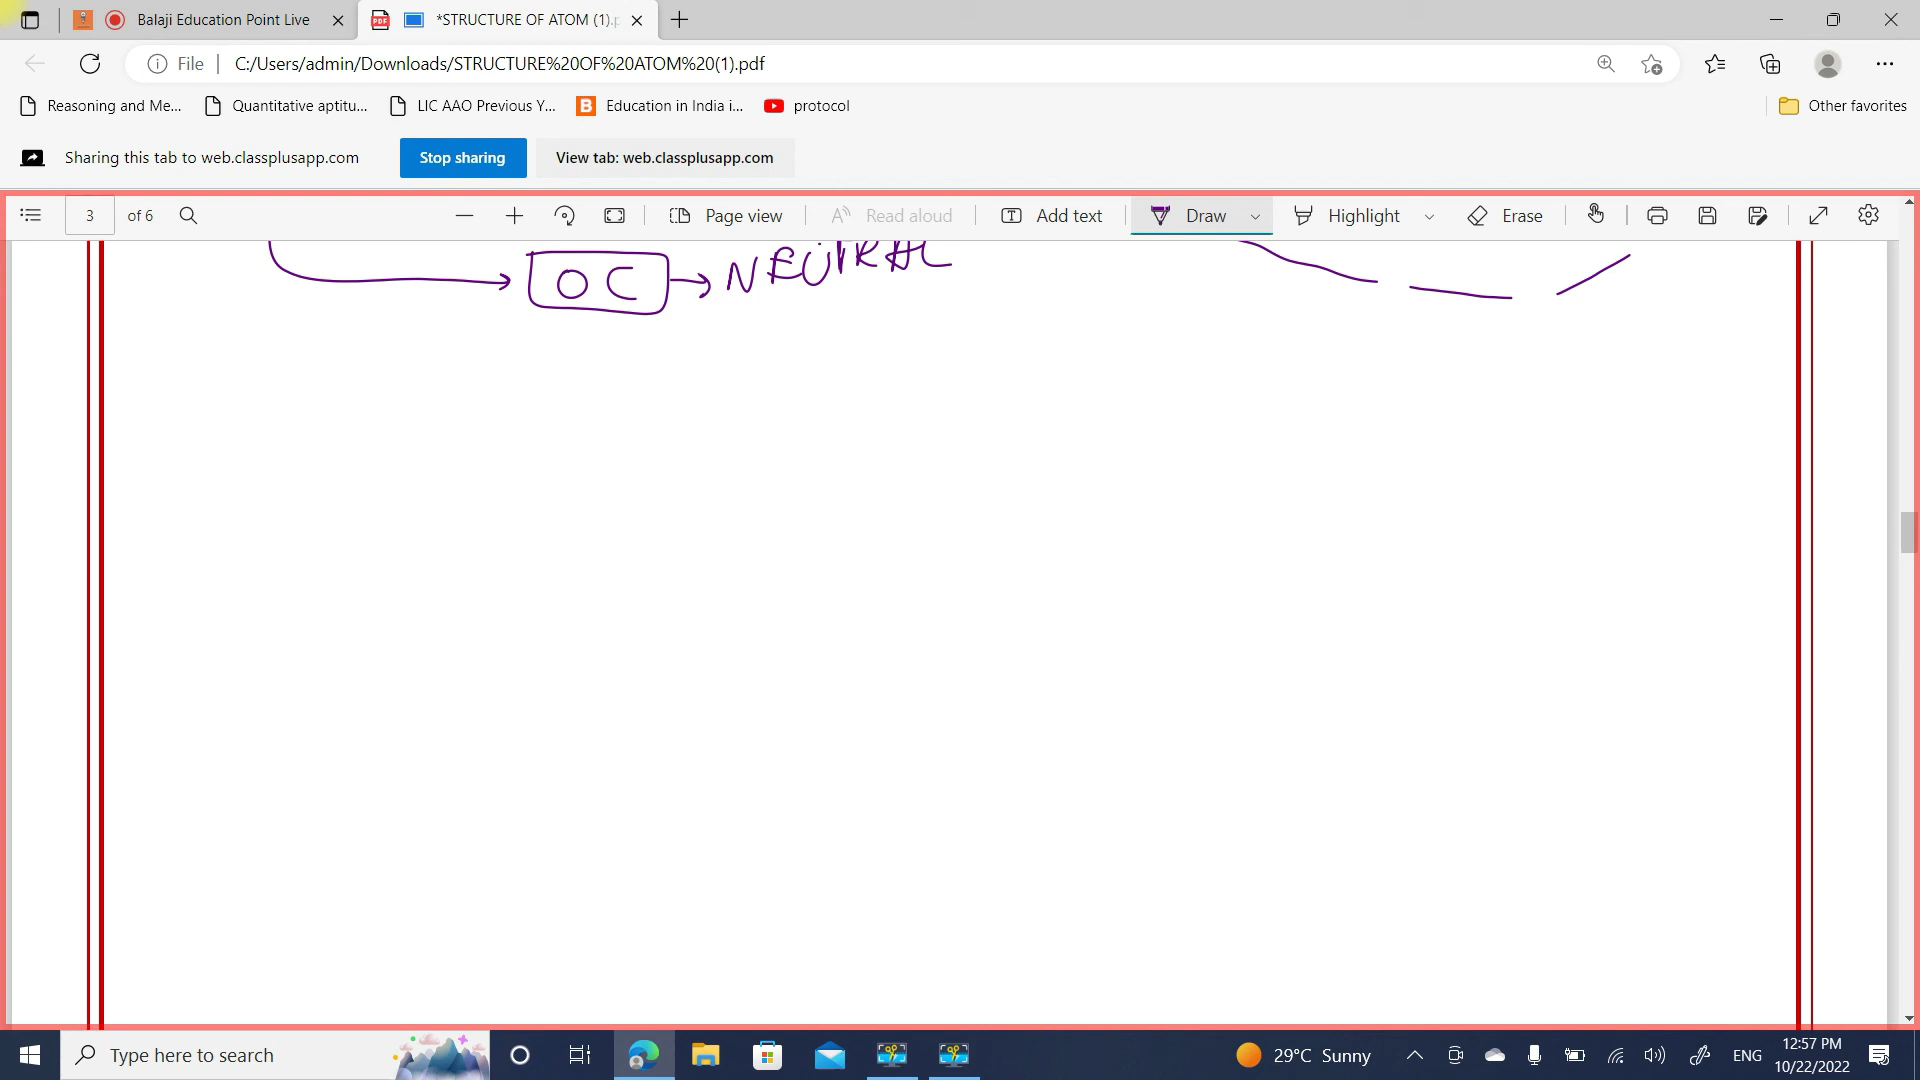 Balaji Education Point Live
*STRUCTURE OF ATOM (1).p
File
C:/Users/admin/Downloads/STRUCTURE%20OF%20ATOM%20(1).pdf
Reasoning and Me...
Quantitative aptitu...
LIC AAO Previous Y...
Education in India i...
protocol
Other favorites
Sharing this tab to web.classplusapp.com
Stop sharing
View tab: web.classplusapp.com
3 of 6
Page view
Read aloud
Add text
Draw
Highlight
Erase
O C → NEUTRAL
Type here to search
29°C Sunny
ENG
12:57 PM
10/22/2022